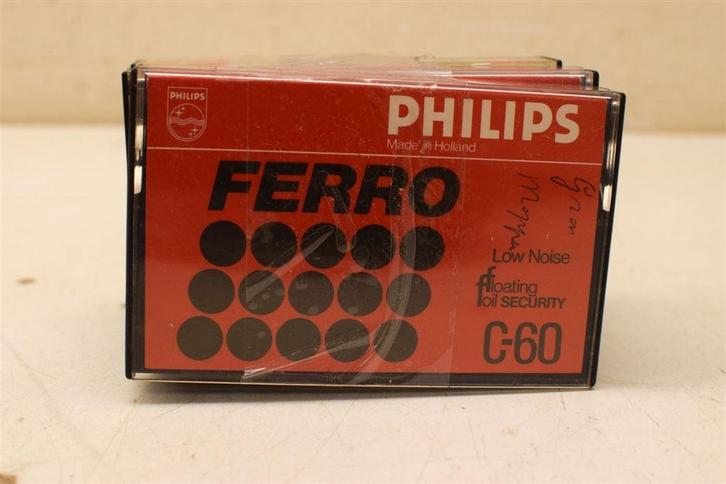 PHILIPS
PHILIPS
Made in Holland
FERRO
Low Noise
floating
foil SECURITY
C-60